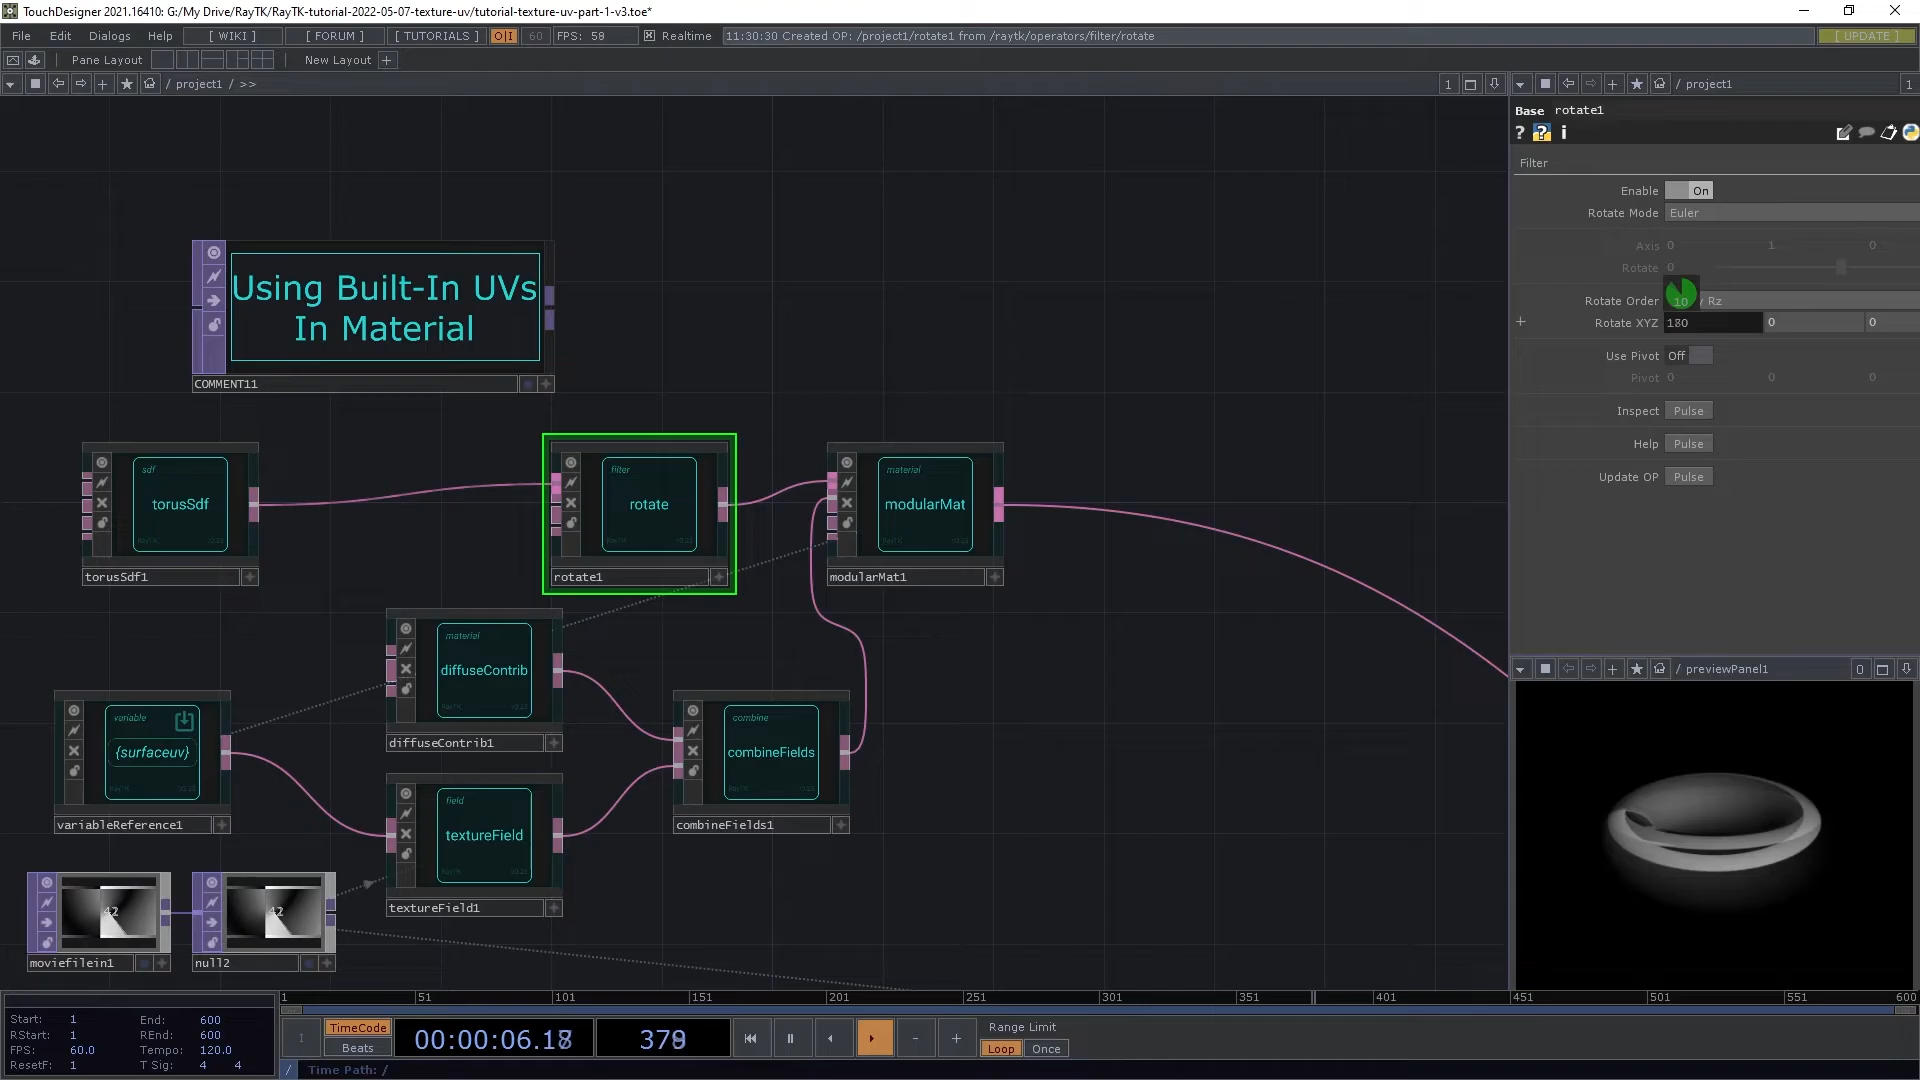 TouchDesigner 2021.16410: G:/My Drive/RayTK/RayTK-tutorial-2022-05-07-texture-uv/tutorial-texture-uv-part-1-v3.toe*
File Edit Dialogs Help [ WIKI ] [ FORUM ] [ TUTORIALS ] O|I 60 FPS: 59 Realtime 11:30:30 Created OP: /project1/rotate1 from /raytk/operators/filter/rotate [ UPDATE ]
Pane Layout New Layout +
/ project1 / >> 1
/ project1 1
Base rotate1
? ? i
Filter
Enable On
Rotate Mode Euler
Axis 0 1 0
Rotate 0
Rotate Order 10 y Rz
+ Rotate XYZ 180 0 0
Use Pivot Off
Pivot 0 0 0
Inspect Pulse
Help Pulse
Update OP Pulse
Using Built-In UVs
In Material
COMMENT11
sdf
torusSdf
torusSdf1
filter
rotate
rotate1
material
modularMat
modularMat1
material
diffuseContrib
diffuseContrib1
variable
{surfaceuv}
variableReference1
combine
combineFields
combineFields1
field
textureField
textureField1
42
moviefilein1
42
null2
/ previewPanel1 0
1 51 101 151 201 251 301 351 401 451 501 551 600
Start: 1 End: 600
RStart: 1 REnd: 600
FPS: 60.0 Tempo: 120.0
ResetF: 1 T Sig: 4 4
TimeCode
Beats
Range Limit
Loop Once
/ Time Path: /